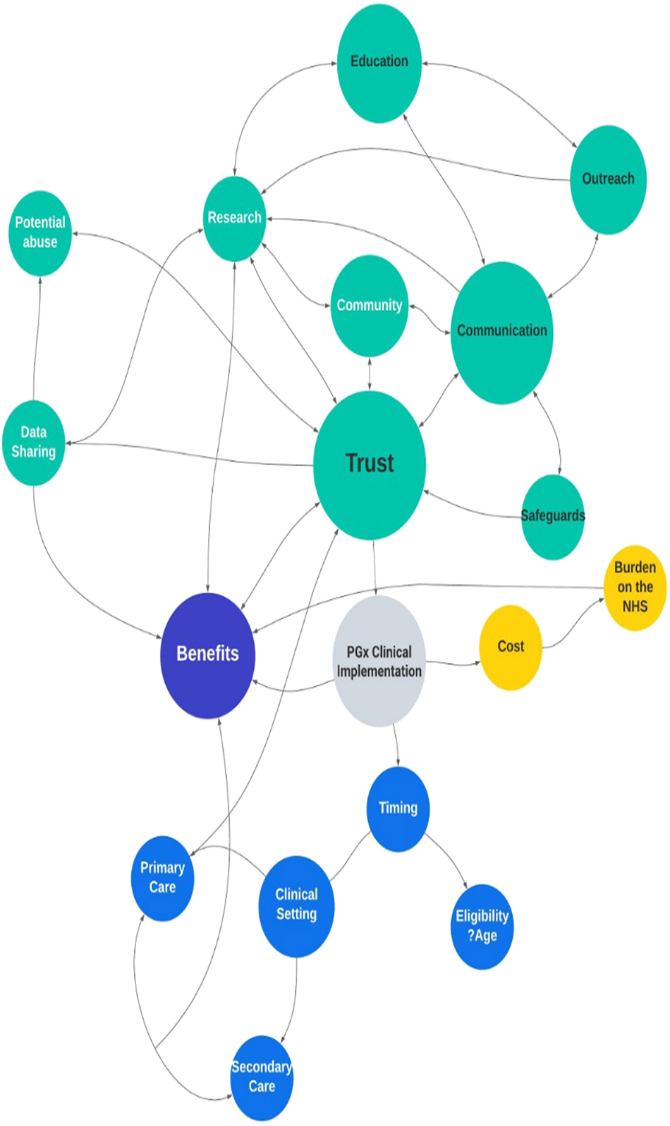 Education
Outreach
Potential
abuse
Research
Community
Communication
Data
Sharing
Trust
Safeguards
Burden
on the
NHS
Benefits
PGx Clinical
Implementation
Cost
Timing
Primary
Care
Clinical
Setting
Eligibility
?Age
Secondary
Care